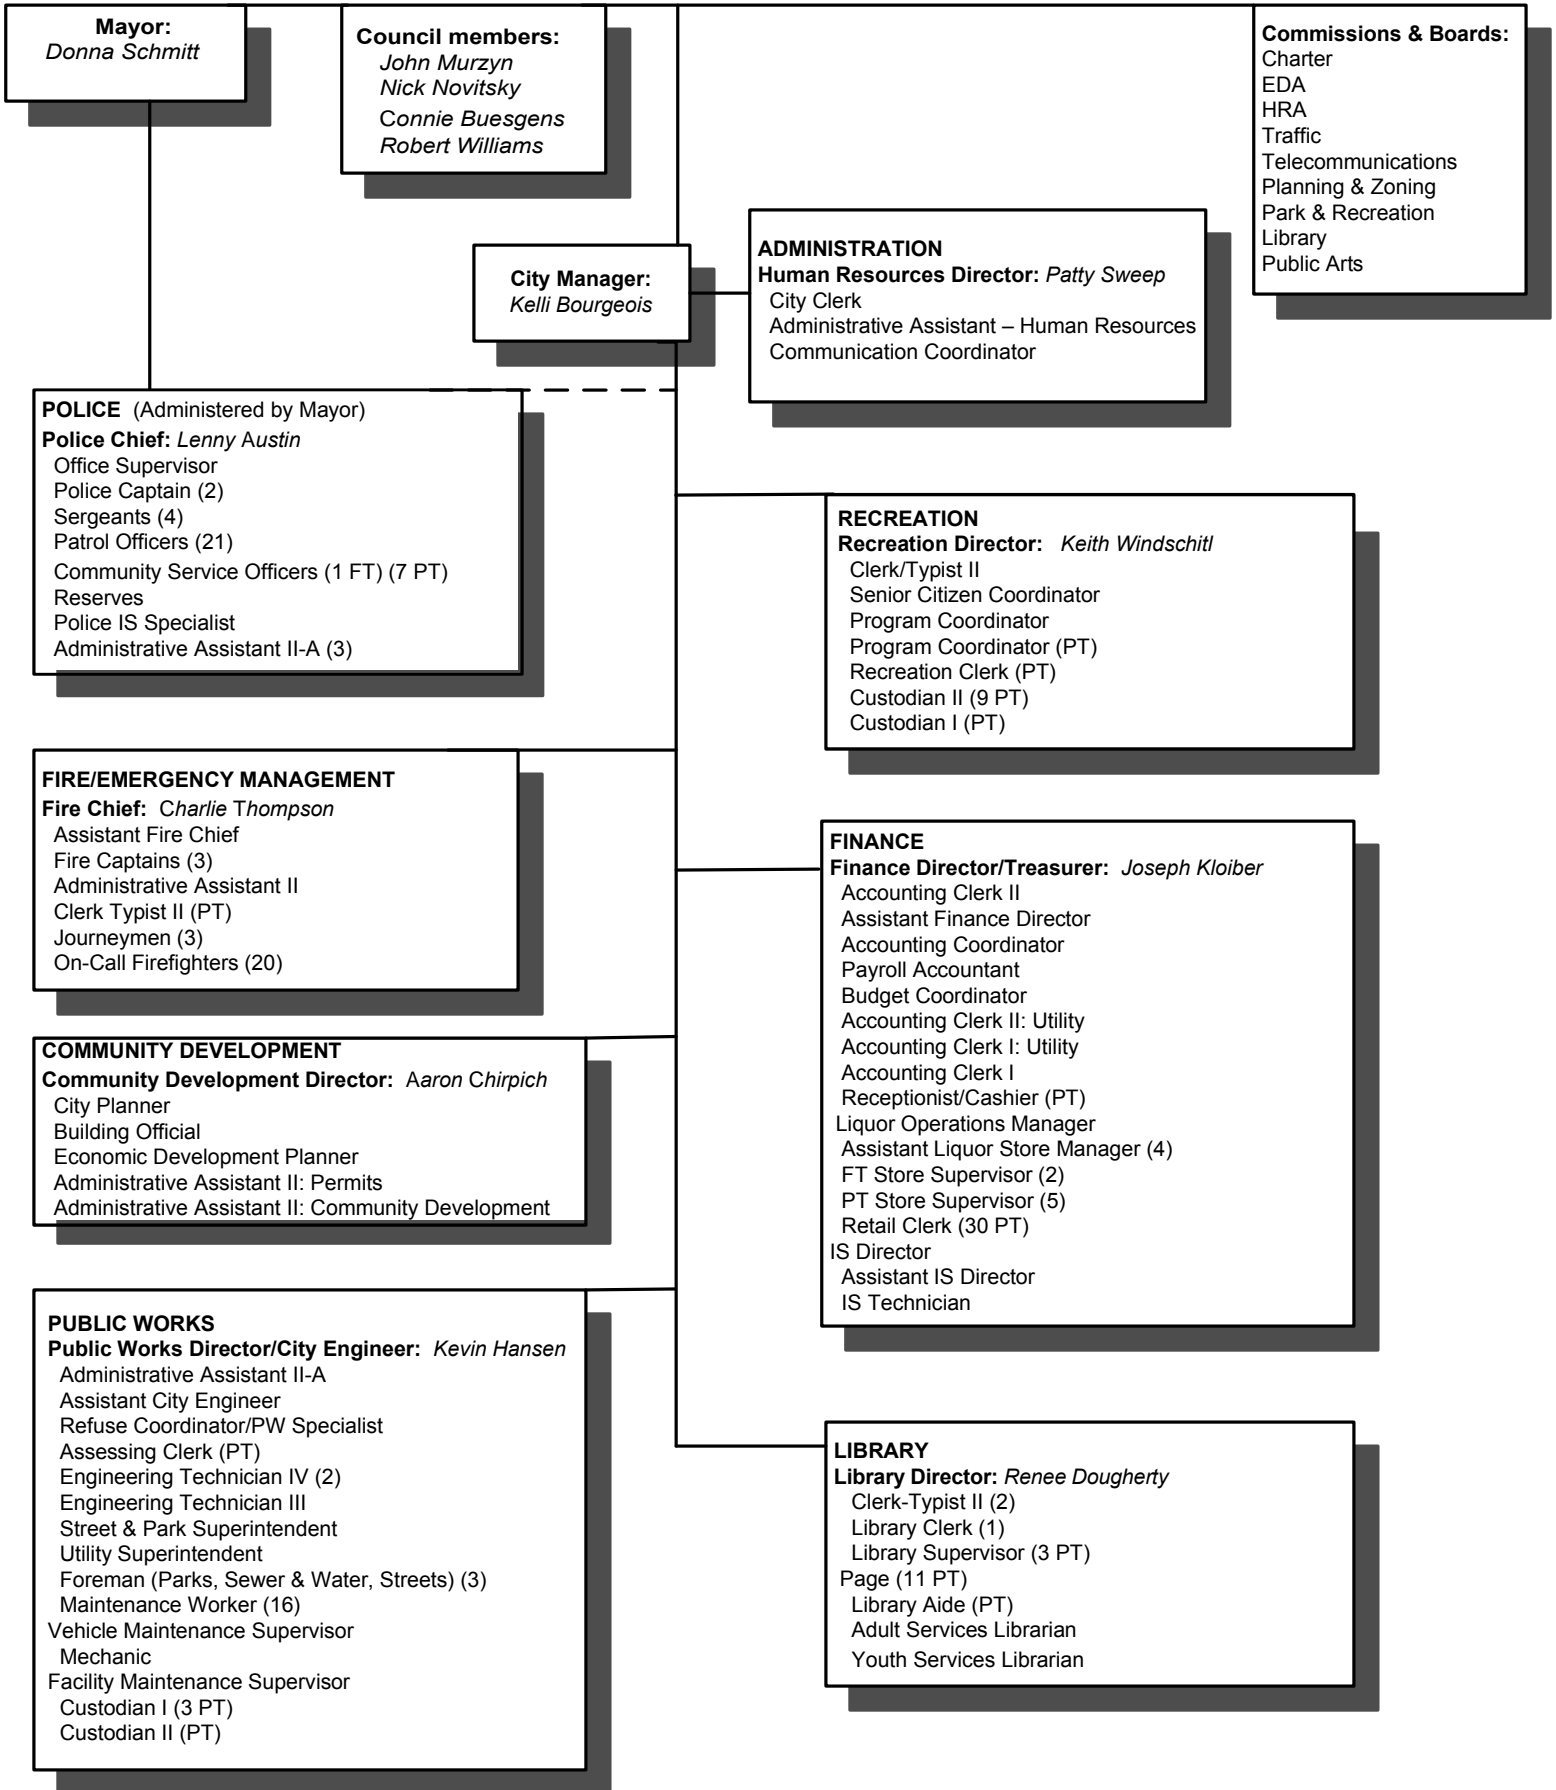 Mayor:
Donna Schmitt
Council members:
John Murzyn
Nick Novitsky
Connie Buesgens
Robert Williams
Commissions & Boards:
Charter
EDA
HRA
Traffic
Telecommunications
Planning & Zoning
Park & Recreation
Library
Public Arts
City Manager:
Kelli Bourgeois
ADMINISTRATION
Human Resources Director: Patty Sweep
City Clerk
Administrative Assistant – Human Resources
Communication Coordinator
POLICE (Administered by Mayor)
Police Chief: Lenny Austin
Office Supervisor
Police Captain (2)
Sergeants (4)
Patrol Officers (21)
Community Service Officers (1 FT) (7 PT)
Reserves
Police IS Specialist
Administrative Assistant II-A (3)
RECREATION
Recreation Director: Keith Windschitl
Clerk/Typist II
Senior Citizen Coordinator
Program Coordinator
Program Coordinator (PT)
Recreation Clerk (PT)
Custodian II (9 PT)
Custodian I (PT)
FIRE/EMERGENCY MANAGEMENT
Fire Chief: Charlie Thompson
Assistant Fire Chief
Fire Captains (3)
Administrative Assistant II
Clerk Typist II (PT)
Journeymen (3)
On-Call Firefighters (20)
FINANCE
Finance Director/Treasurer: Joseph Kloiber
Accounting Clerk II
Assistant Finance Director
Accounting Coordinator
Payroll Accountant
Budget Coordinator
Accounting Clerk II: Utility
Accounting Clerk I: Utility
Accounting Clerk I
Receptionist/Cashier (PT)
Liquor Operations Manager
Assistant Liquor Store Manager (4)
FT Store Supervisor (2)
PT Store Supervisor (5)
Retail Clerk (30 PT)
IS Director
Assistant IS Director
IS Technician
COMMUNITY DEVELOPMENT
Community Development Director: Aaron Chirpich
City Planner
Building Official
Economic Development Planner
Administrative Assistant II: Permits
Administrative Assistant II: Community Development
PUBLIC WORKS
Public Works Director/City Engineer: Kevin Hansen
Administrative Assistant II-A
Assistant City Engineer
Refuse Coordinator/PW Specialist
Assessing Clerk (PT)
Engineering Technician IV (2)
Engineering Technician III
Street & Park Superintendent
Utility Superintendent
Foreman (Parks, Sewer & Water, Streets) (3)
Maintenance Worker (16)
Vehicle Maintenance Supervisor
Mechanic
Facility Maintenance Supervisor
Custodian I (3 PT)
Custodian II (PT)
LIBRARY
Library Director: Renee Dougherty
Clerk-Typist II (2)
Library Clerk (1)
Library Supervisor (3 PT)
Page (11 PT)
Library Aide (PT)
Adult Services Librarian
Youth Services Librarian